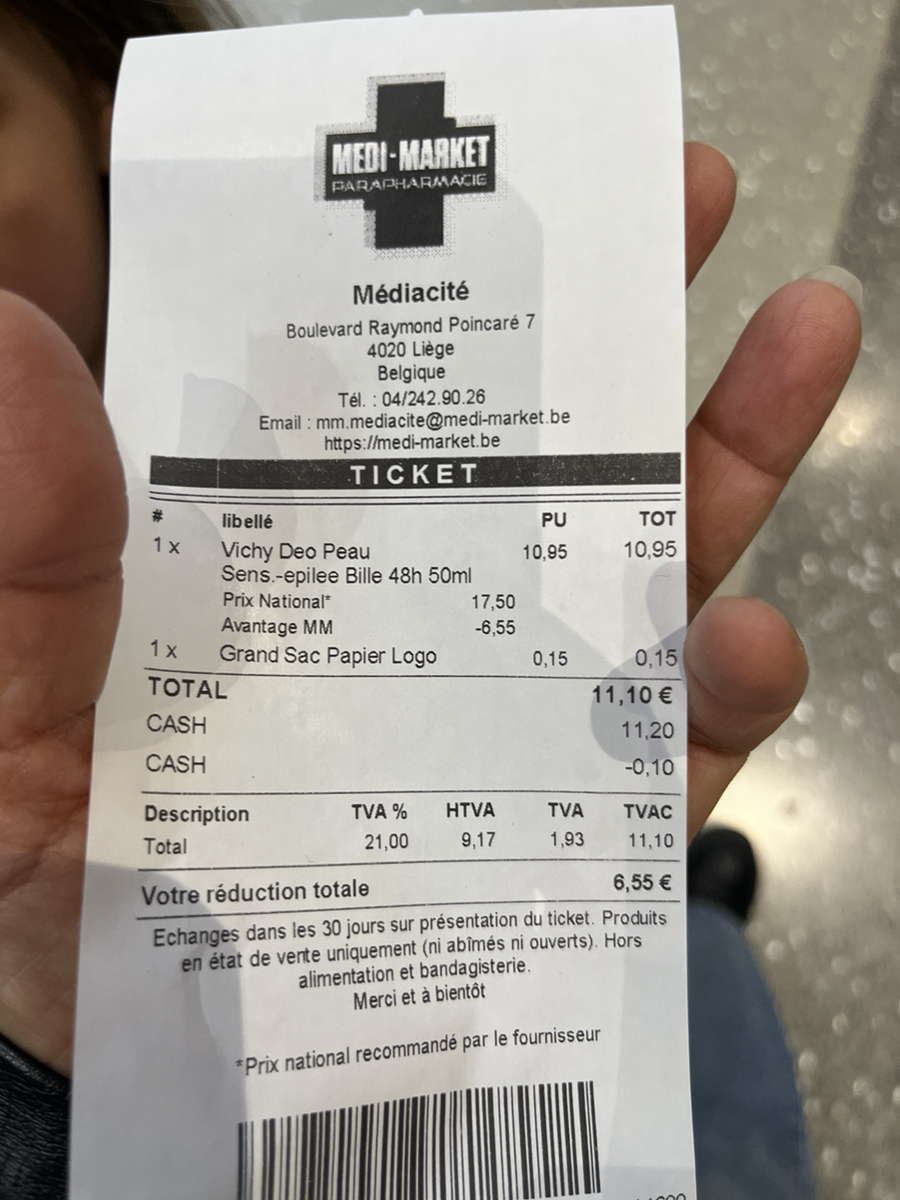 MEDI-MARKET
PARAPHARMACIE
Médiacité
Boulevard Raymond Poincaré 7
4020 Liège
Belgique
Tél. : 04/242.90.26
Email : mm.mediacite@medi-market.be
https://medi-market.be
TICKET
# libellé PU TOT
1 x Vichy Deo Peau 10,95 10,95
Sens.-epilee Bille 48h 50ml
Prix National* 17,50
Avantage MM -6,55
1 x Grand Sac Papier Logo 0,15 0,15
TOTAL 11,10 €
CASH 11,20
CASH -0,10
Description TVA % HTVA TVA TVAC
Total 21,00 9,17 1,93 11,10
Votre réduction totale 6,55 €
Echanges dans les 30 jours sur présentation du ticket. Produits
en état de vente uniquement (ni abîmés ni ouverts). Hors
alimentation et bandagisterie.
Merci et à bientôt
*Prix national recommandé par le fournisseur